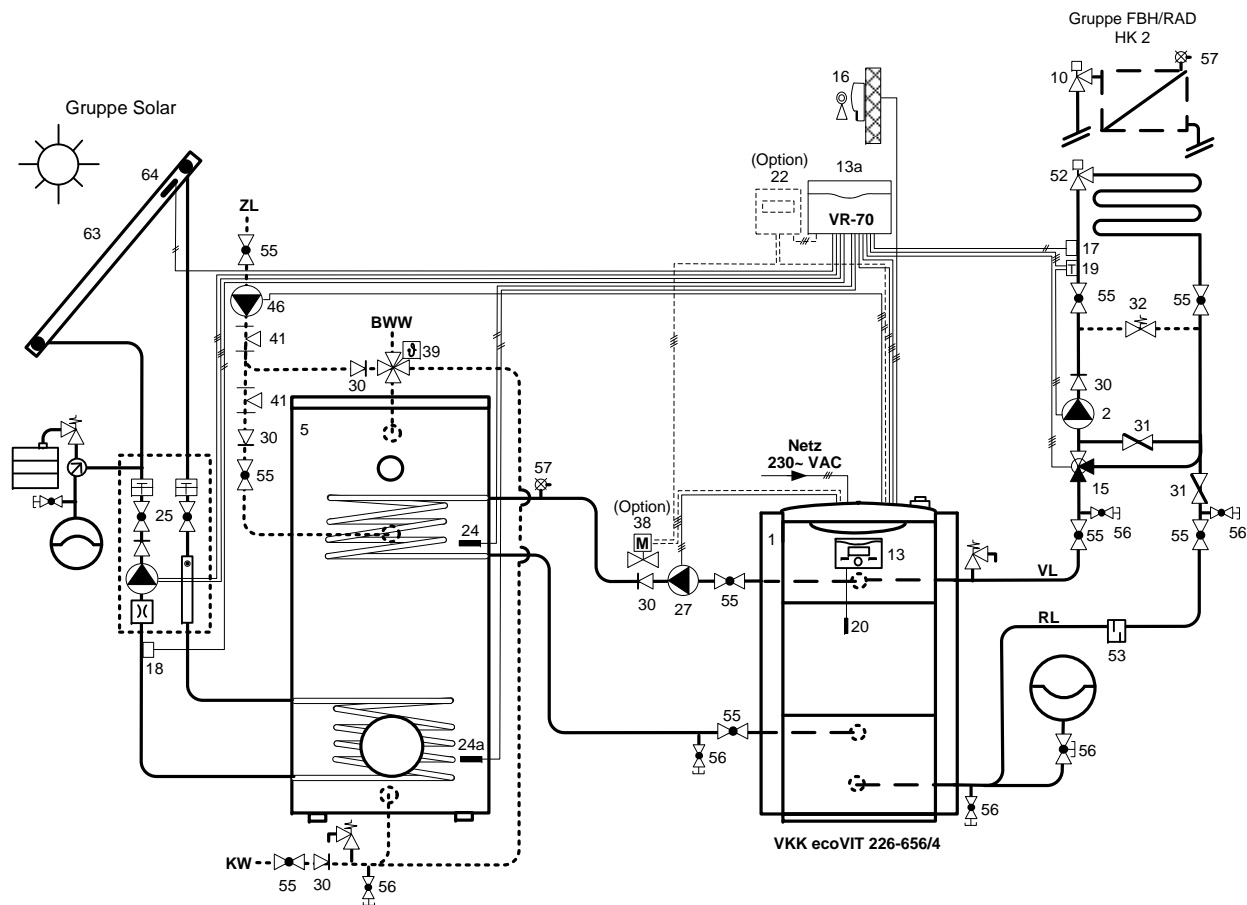 Gruppe FBH/RAD
HK 2
10
57
16
Gruppe Solar
(Option)
22
13a
VR-70
64
52
ZL
63
55
17
19
46
55
32
55
41
BWW
39
30
30
41
2
5
30
31
Netz
230~ VAC
55
57
15
31
25
(Option)
38
M
24
1
13
56
55
55
56
30
27
55
VL
20
RL
53
18
55
24a
56
56
56
VKK ecoVIT 226-656/4
KW
55
30
56